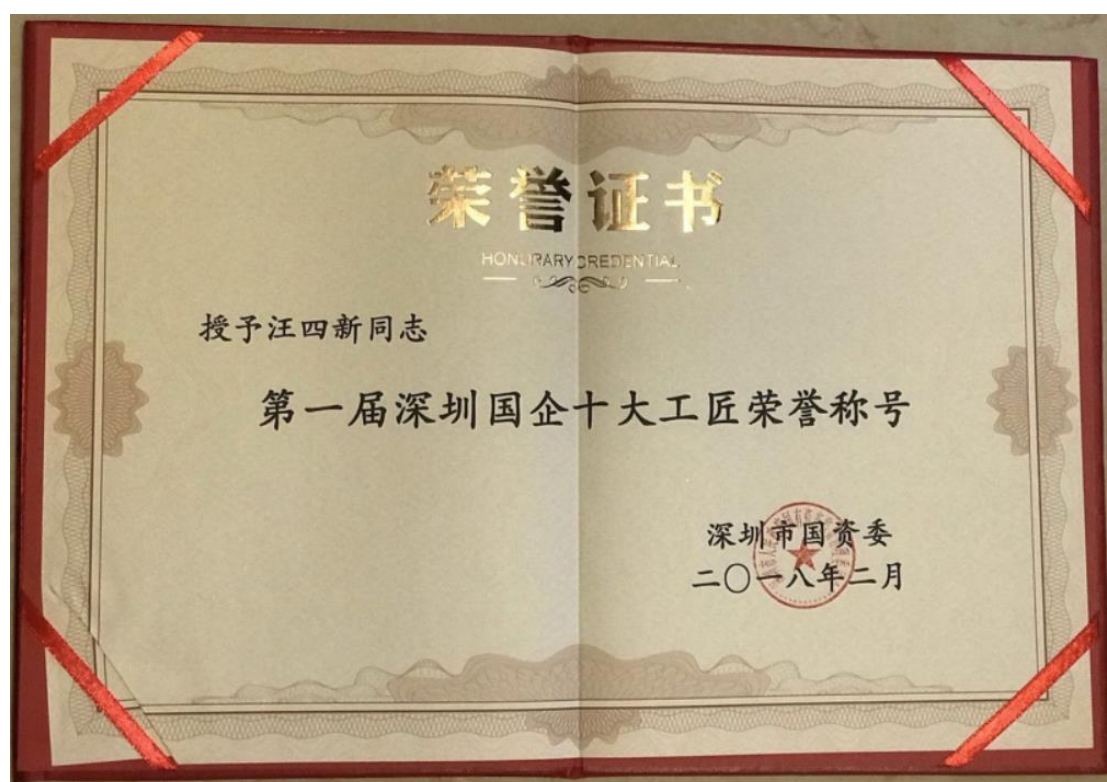 荣誉证书
HONORARY CREDENTIAL
授予汪四新同志
第一届深圳国企十大工匠荣誉称号
深圳市国资委
二〇一八年二月